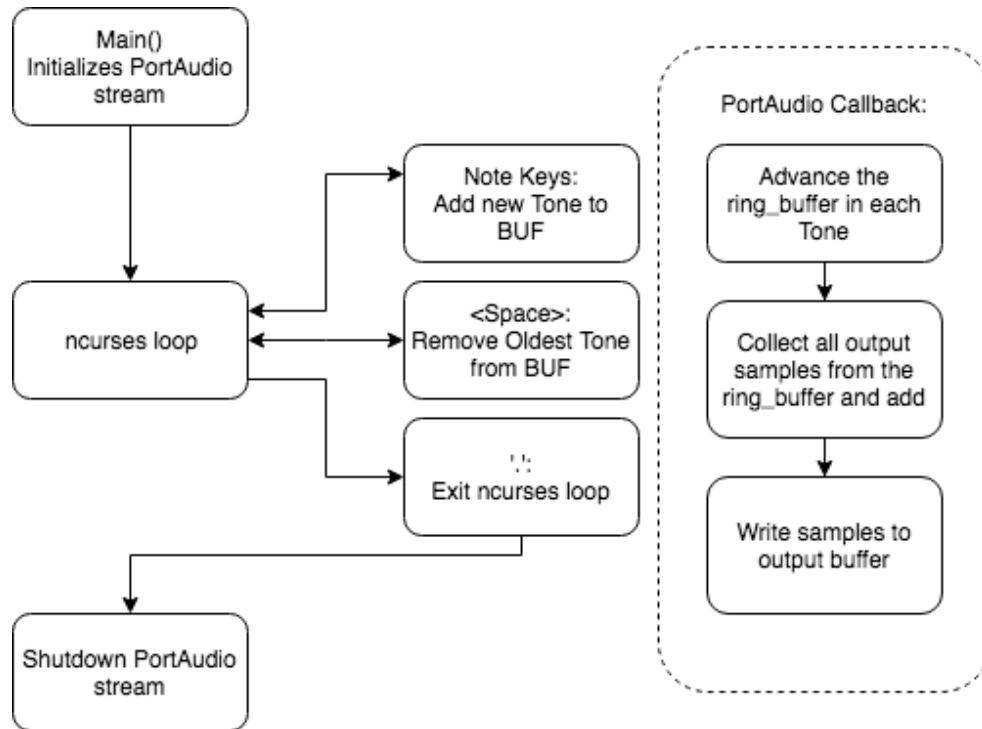 Main()
Initializes PortAudio
stream
Note Keys:
Add new Tone to
BUF
ncurses loop
<Space>:
Remove Oldest Tone
from BUF
'.':
Exit ncurses loop
Shutdown PortAudio
stream
PortAudio Callback:
Advance the
ring_buffer in each
Tone
Collect all output
samples from the
ring_buffer and add
Write samples to
output buffer